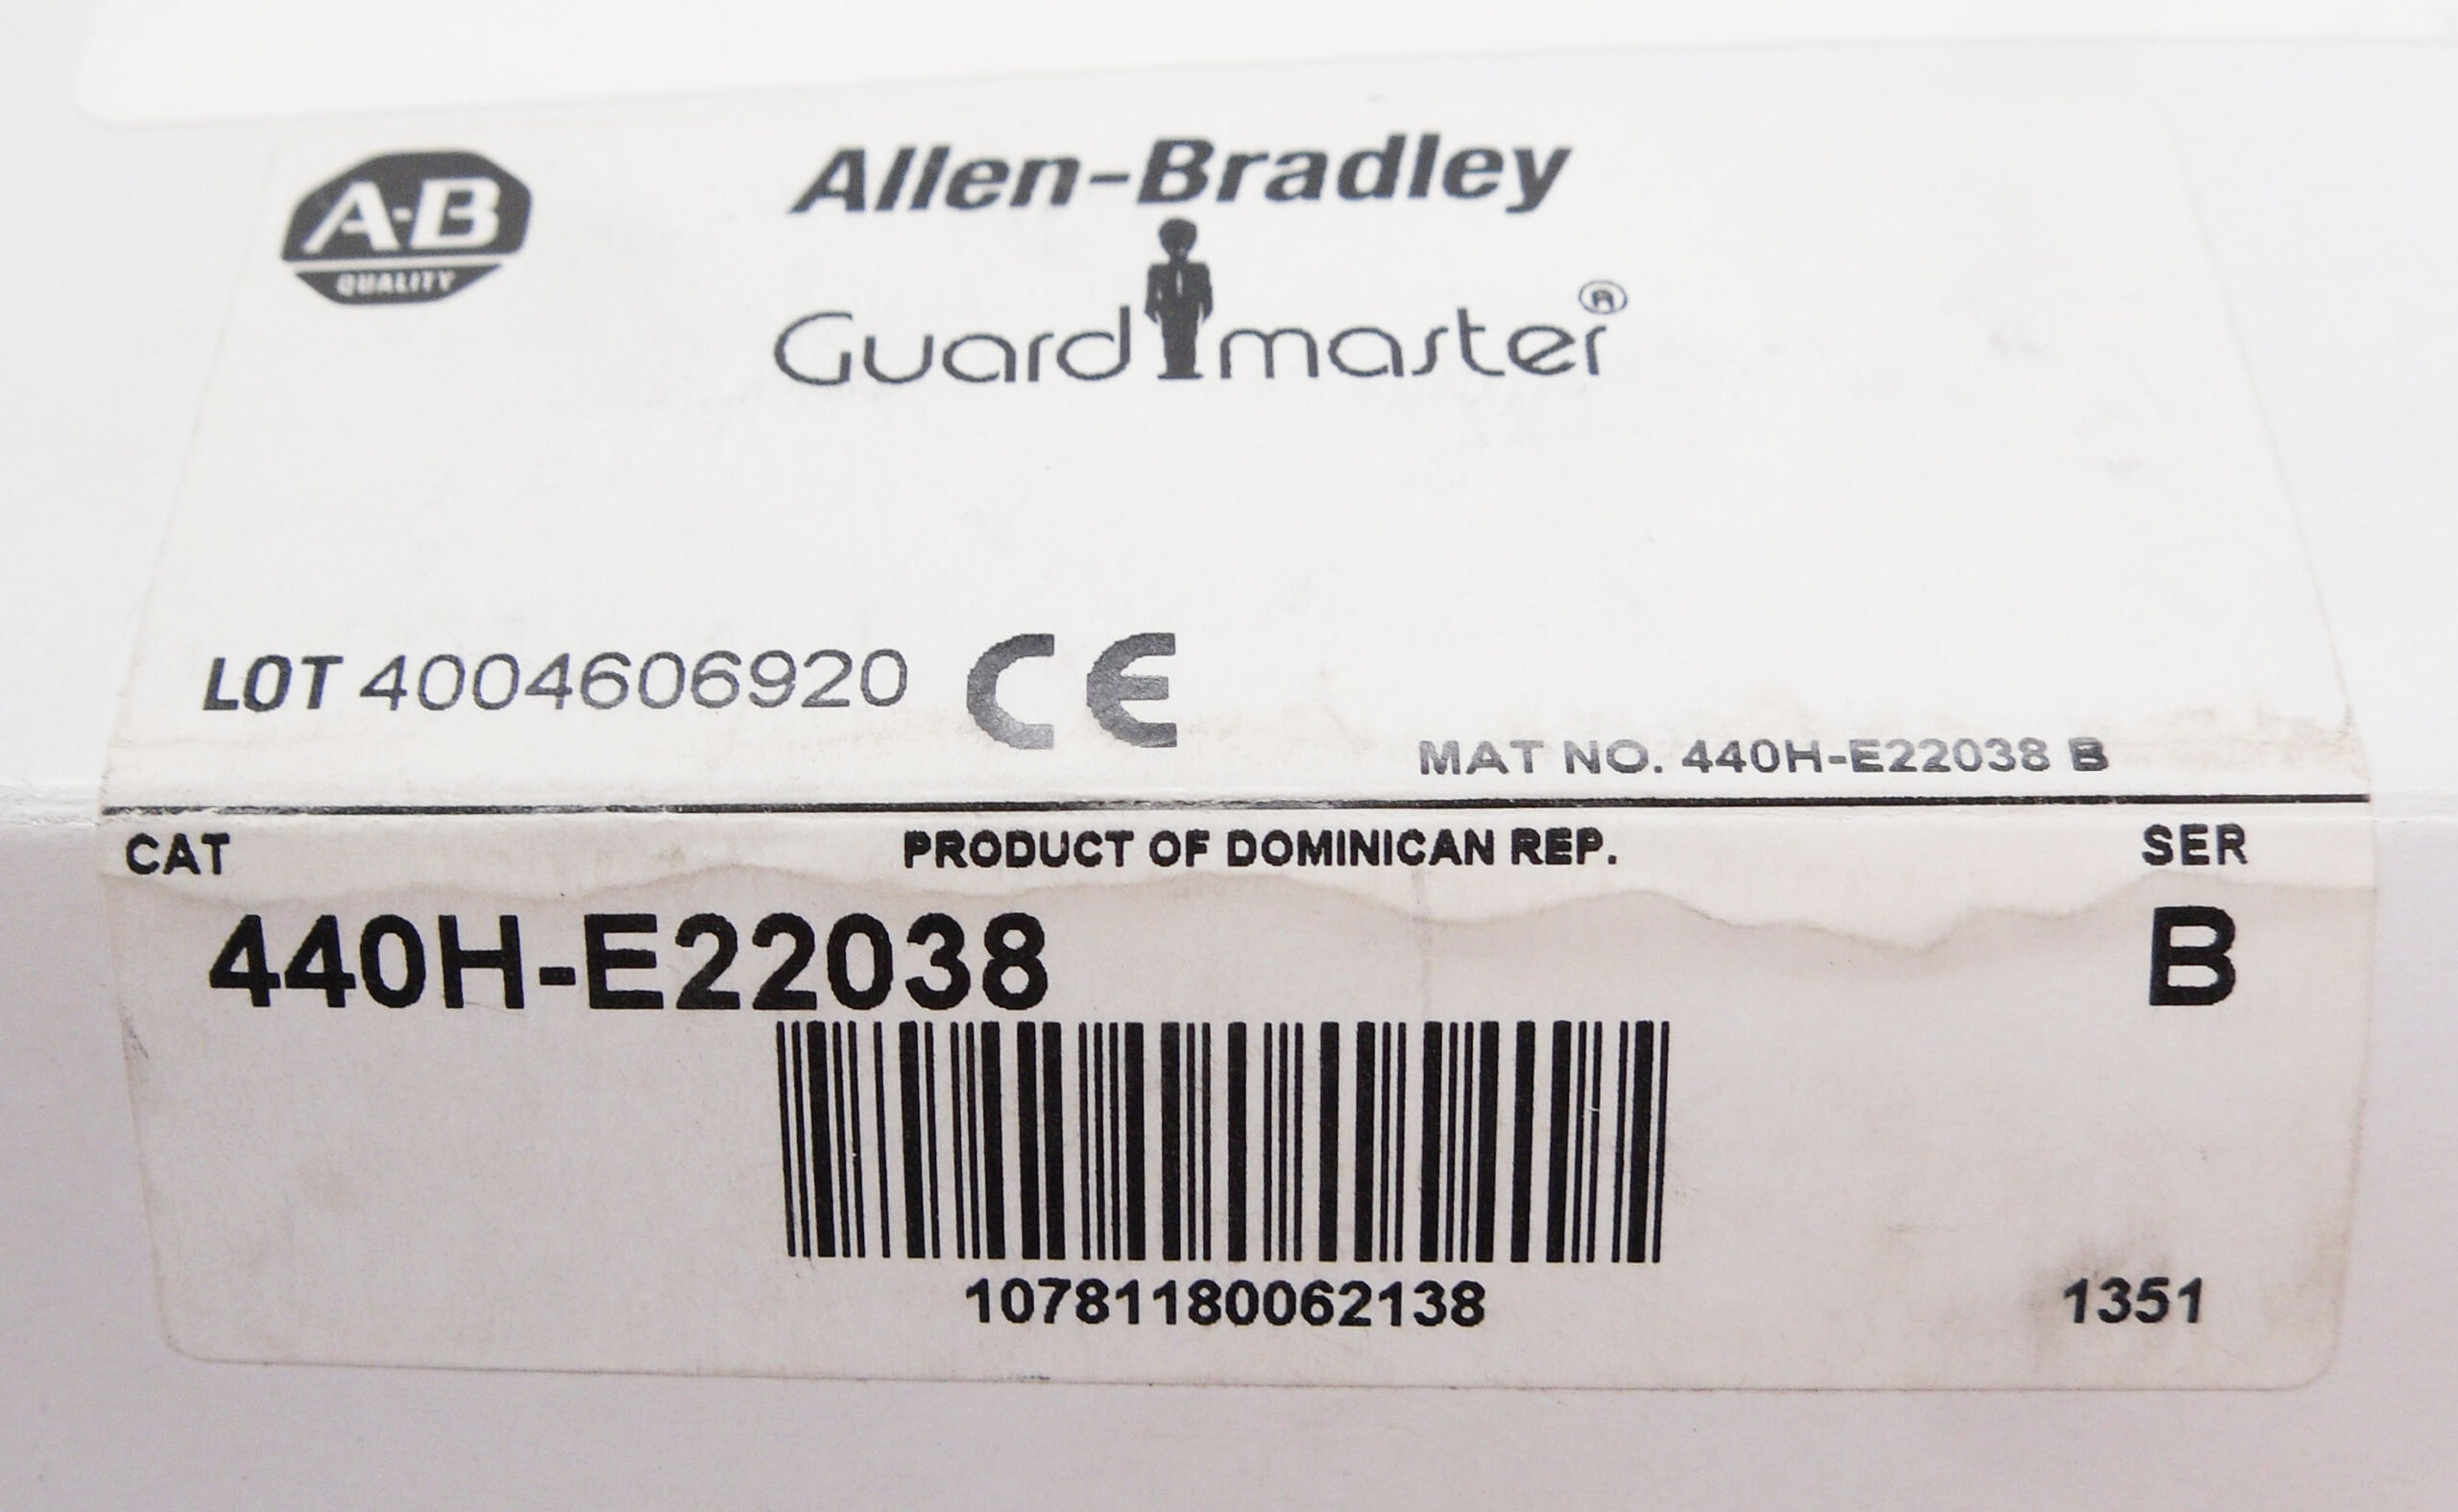 A-B
QUALITY
Allen-Bradley
Guardmaster®
LOT 4004606920 CE
MAT NO. 440H-E22038 B
CAT PRODUCT OF DOMINICAN REP. SER
440H-E22038 B
10781180062138
1351